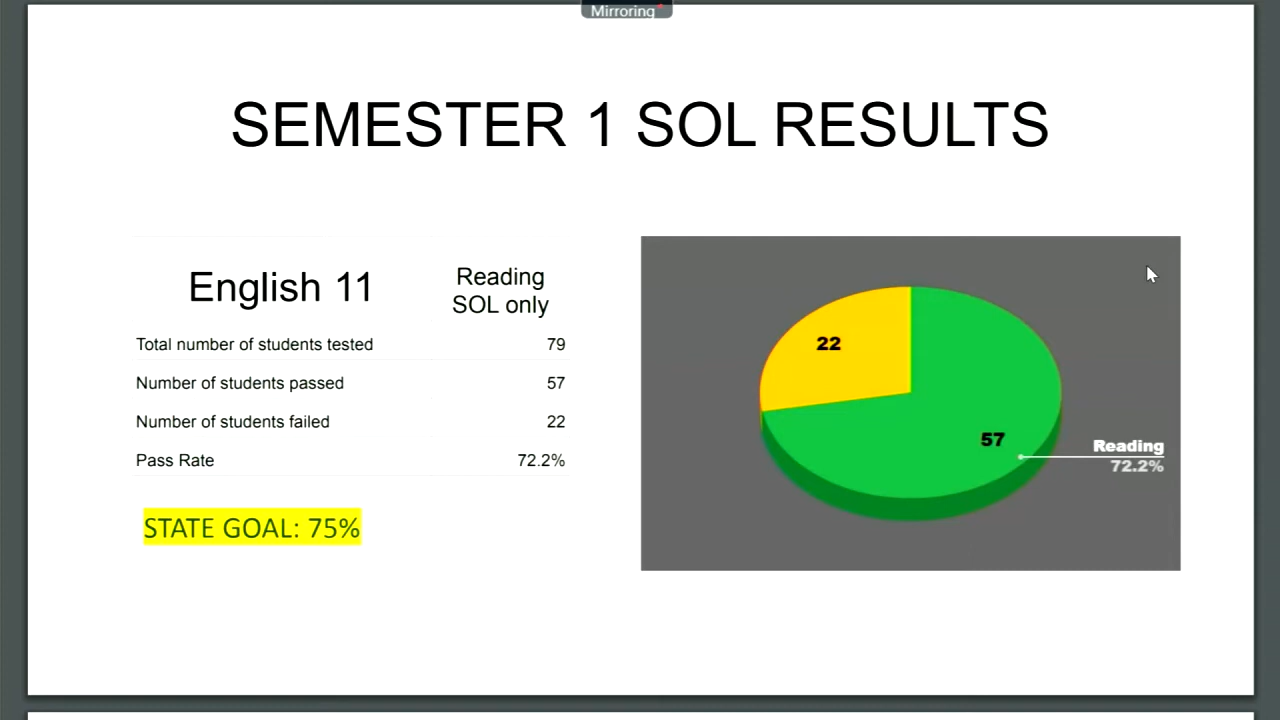 Mirroring
SEMESTER 1 SOL RESULTS
English 11
Reading
SOL only
Total number of students tested 79
Number of students passed 57
Number of students failed 22
Pass Rate 72.2%
STATE GOAL: 75%
22
57
Reading
72.2%